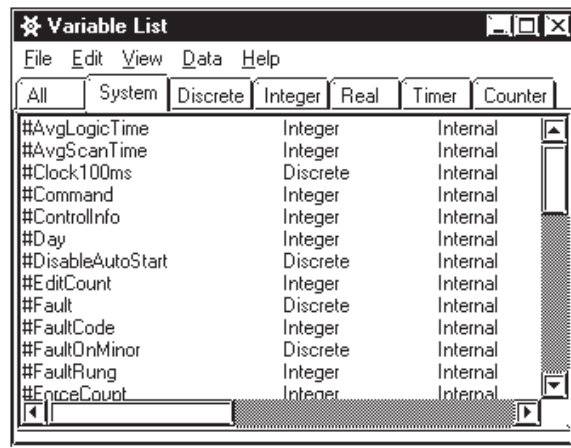 Variable List
File Edit View Data Help
All System Discrete Integer Real Timer Counter
#AvgLogicTime Integer Internal
#AvgScanTime Integer Internal
#Clock100ms Discrete Internal
#Command Integer Internal
#ControlInfo Integer Internal
#Day Integer Internal
#DisableAutoStart Discrete Internal
#EditCount Integer Internal
#Fault Discrete Internal
#FaultCode Integer Internal
#FaultOnMinor Discrete Internal
#FaultRung Integer Internal
#ForceCount Integer Internal